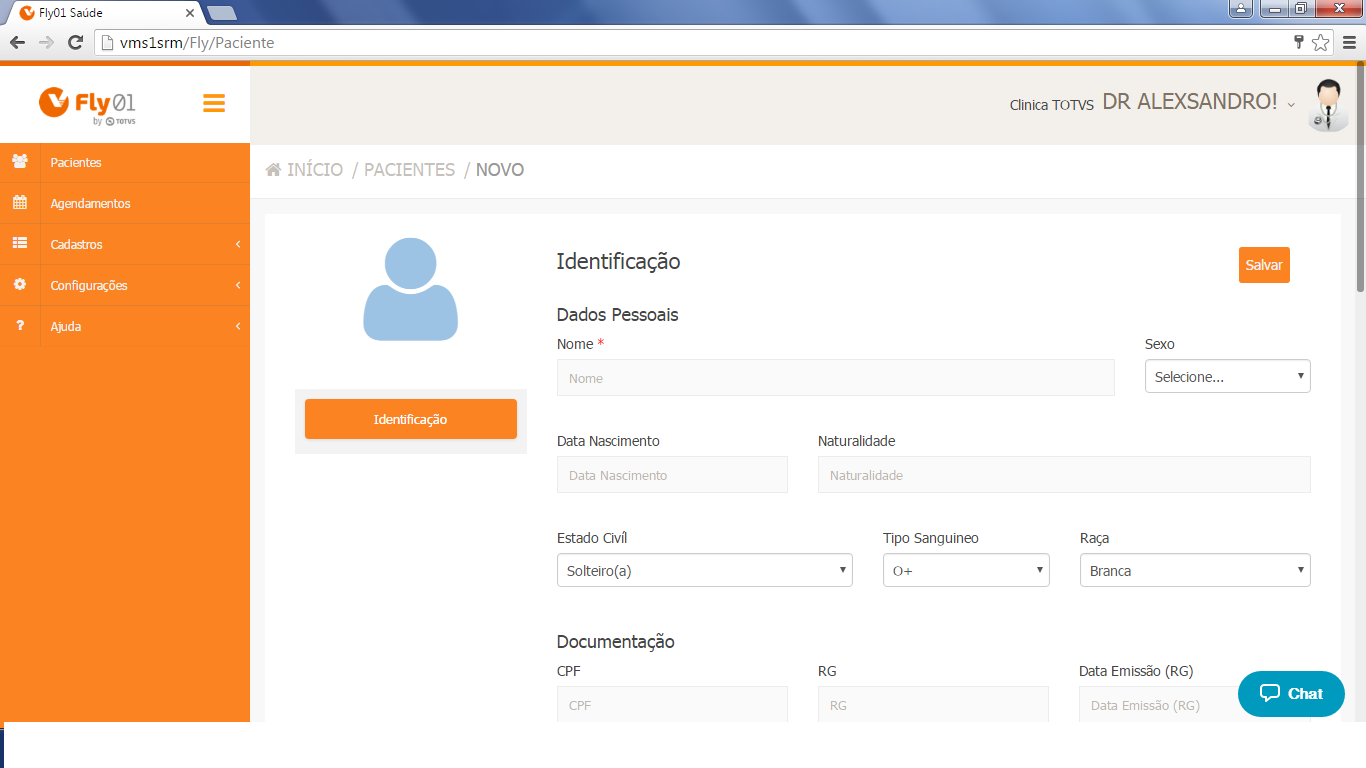 Fly01 Saúde
vms1srm/Fly/Paciente
Fly01
by TOTVS
Clinica TOTVS DR ALEXSANDRO!
Pacientes
Agendamentos
Cadastros
Configurações
Ajuda
INÍCIO / PACIENTES / NOVO
Identificação
Identificação
Salvar
Dados Pessoais
Nome *
Sexo
Nome
Selecione...
Data Nascimento
Naturalidade
Data Nascimento
Naturalidade
Estado Civíl
Tipo Sanguineo
Raça
Solteiro(a)
O+
Branca
Documentação
CPF
RG
Data Emissão (RG)
CPF
RG
Data Emissão (RG)
Chat